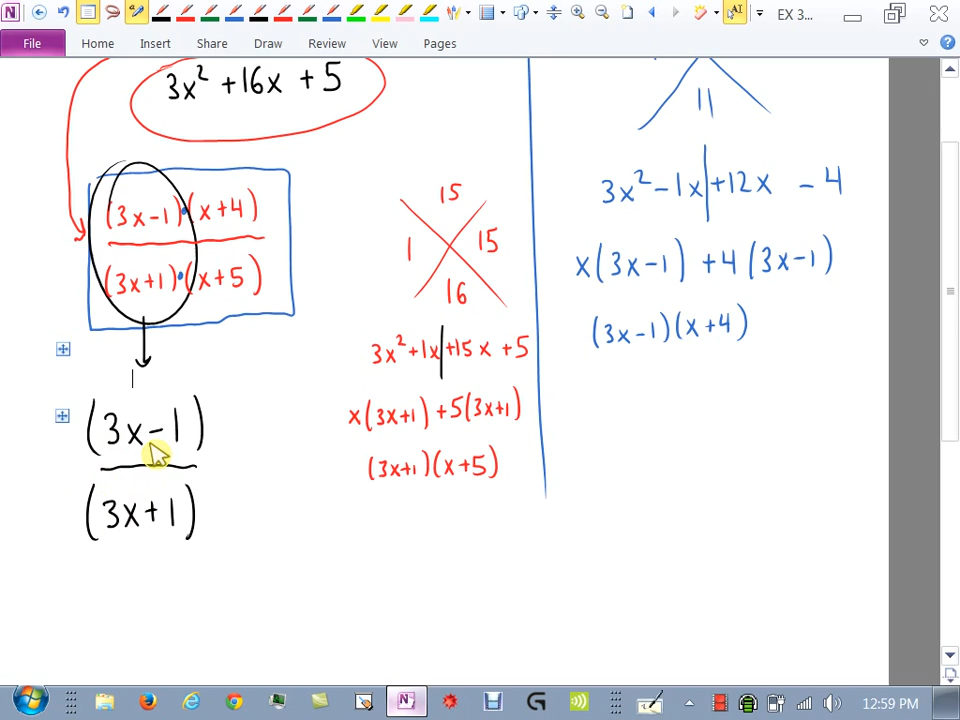 EX 3...
File Home Insert Share Draw Review View Pages
3x² +16x +5
(3x-1)·(x+4)
(3x+1)·(x+5)
(3x-1)
(3x+1)
15
1 15
16
3x²+1x|+15x+5
x(3x+1)+5(3x+1)
(3x+1)(x+5)
11
3x²-1x|+12x-4
x(3x-1)+4(3x-1)
(3x-1)(x+4)
12:59 PM